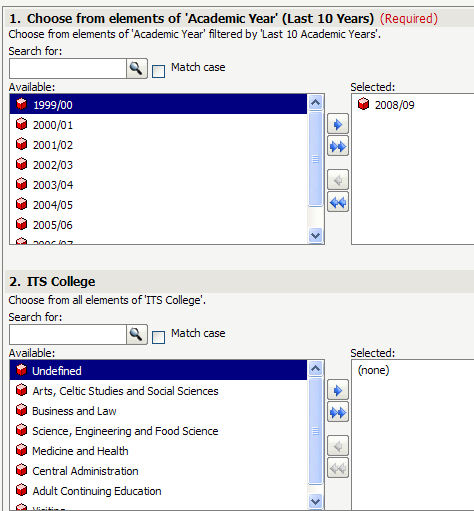 1. Choose from elements of 'Academic Year' (Last 10 Years) (Required)
Choose from elements of 'Academic Year' filtered by 'Last 10 Academic Years'.
Search for:
Match case
Available:
Selected:
1999/00
2008/09
2000/01
2001/02
2002/03
2003/04
2004/05
2005/06
2006/07
2. ITS College
Choose from all elements of 'ITS College'.
Search for:
Match case
Available:
Selected:
Undefined
(none)
Arts, Celtic Studies and Social Sciences
Business and Law
Science, Engineering and Food Science
Medicine and Health
Central Administration
Adult Continuing Education
Visiting